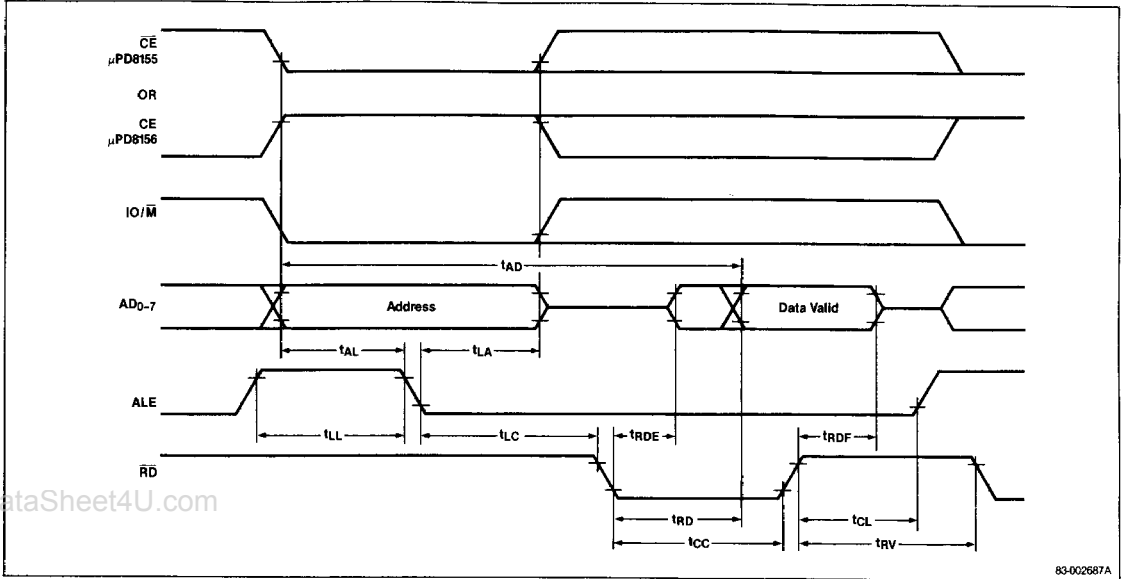 CE
μPD8155
OR
CE
μPD8156
IO/M
tAD
AD0-7
Address
Data Valid
tAL
tLA
ALE
tLL
tLC
tRDE
tRDF
RD
tRD
tCL
tCC
tRV
ataSheet4U.com
83-002687A